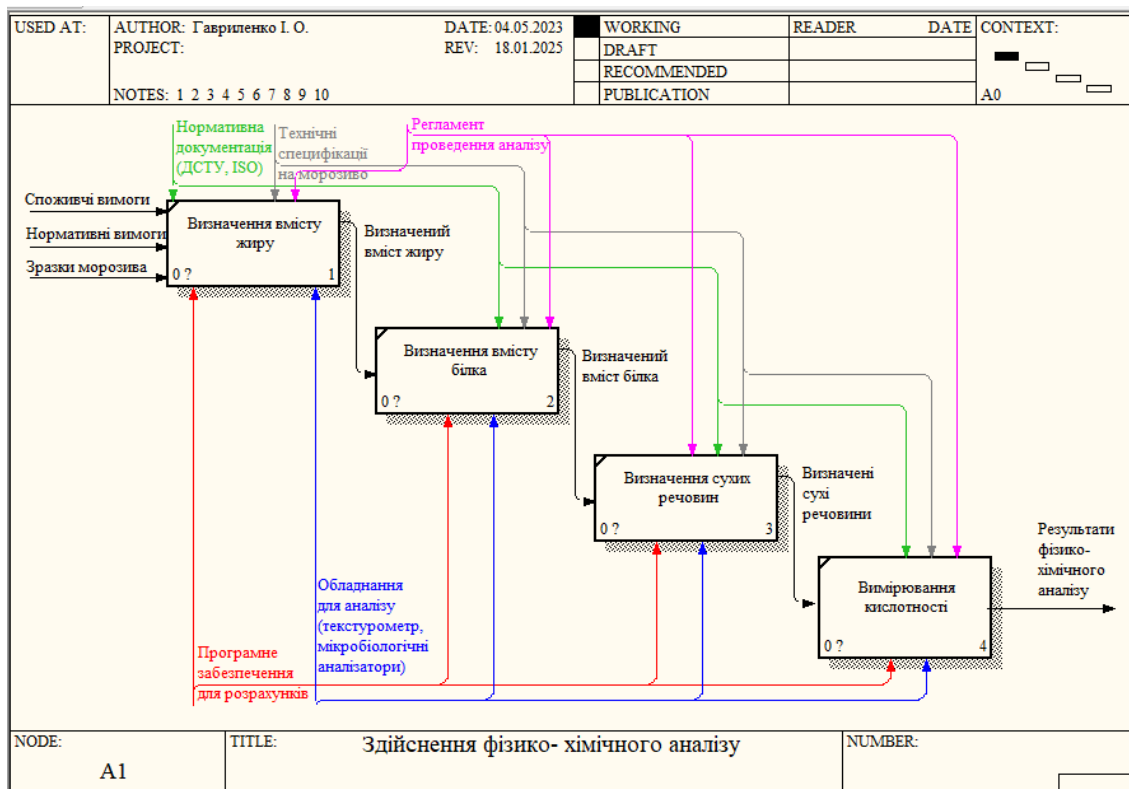 USED AT:
AUTHOR: Гавриленко І. О.
DATE: 04.05.2023
PROJECT:
REV: 18.01.2025
NOTES: 1 2 3 4 5 6 7 8 9 10
WORKING
DRAFT
RECOMMENDED
PUBLICATION
READER
DATE
CONTEXT:
A0
Нормативна
документація
(ДСТУ, ISO)
Технічні
специфікації
на морозиво
Регламент
проведення аналізу
Споживчі вимоги
Нормативні вимоги
Зразки морозива
Визначення вмісту
жиру
0 ?
1
Визначений
вміст жиру
Визначення вмісту
білка
0 ?
2
Визначений
вміст білка
Визначення сухих
речовин
0 ?
3
Визначені
сухі
речовини
Вимірювання
кислотності
0 ?
4
Результати
фізико-
хімічного
аналізу
Обладнання
для аналізу
(текстурометр,
мікробіологічні
аналізатори)
Програмне
забезпечення
для розрахунків
NODE:
A1
TITLE:
Здійснення фізико- хімічного аналізу
NUMBER: